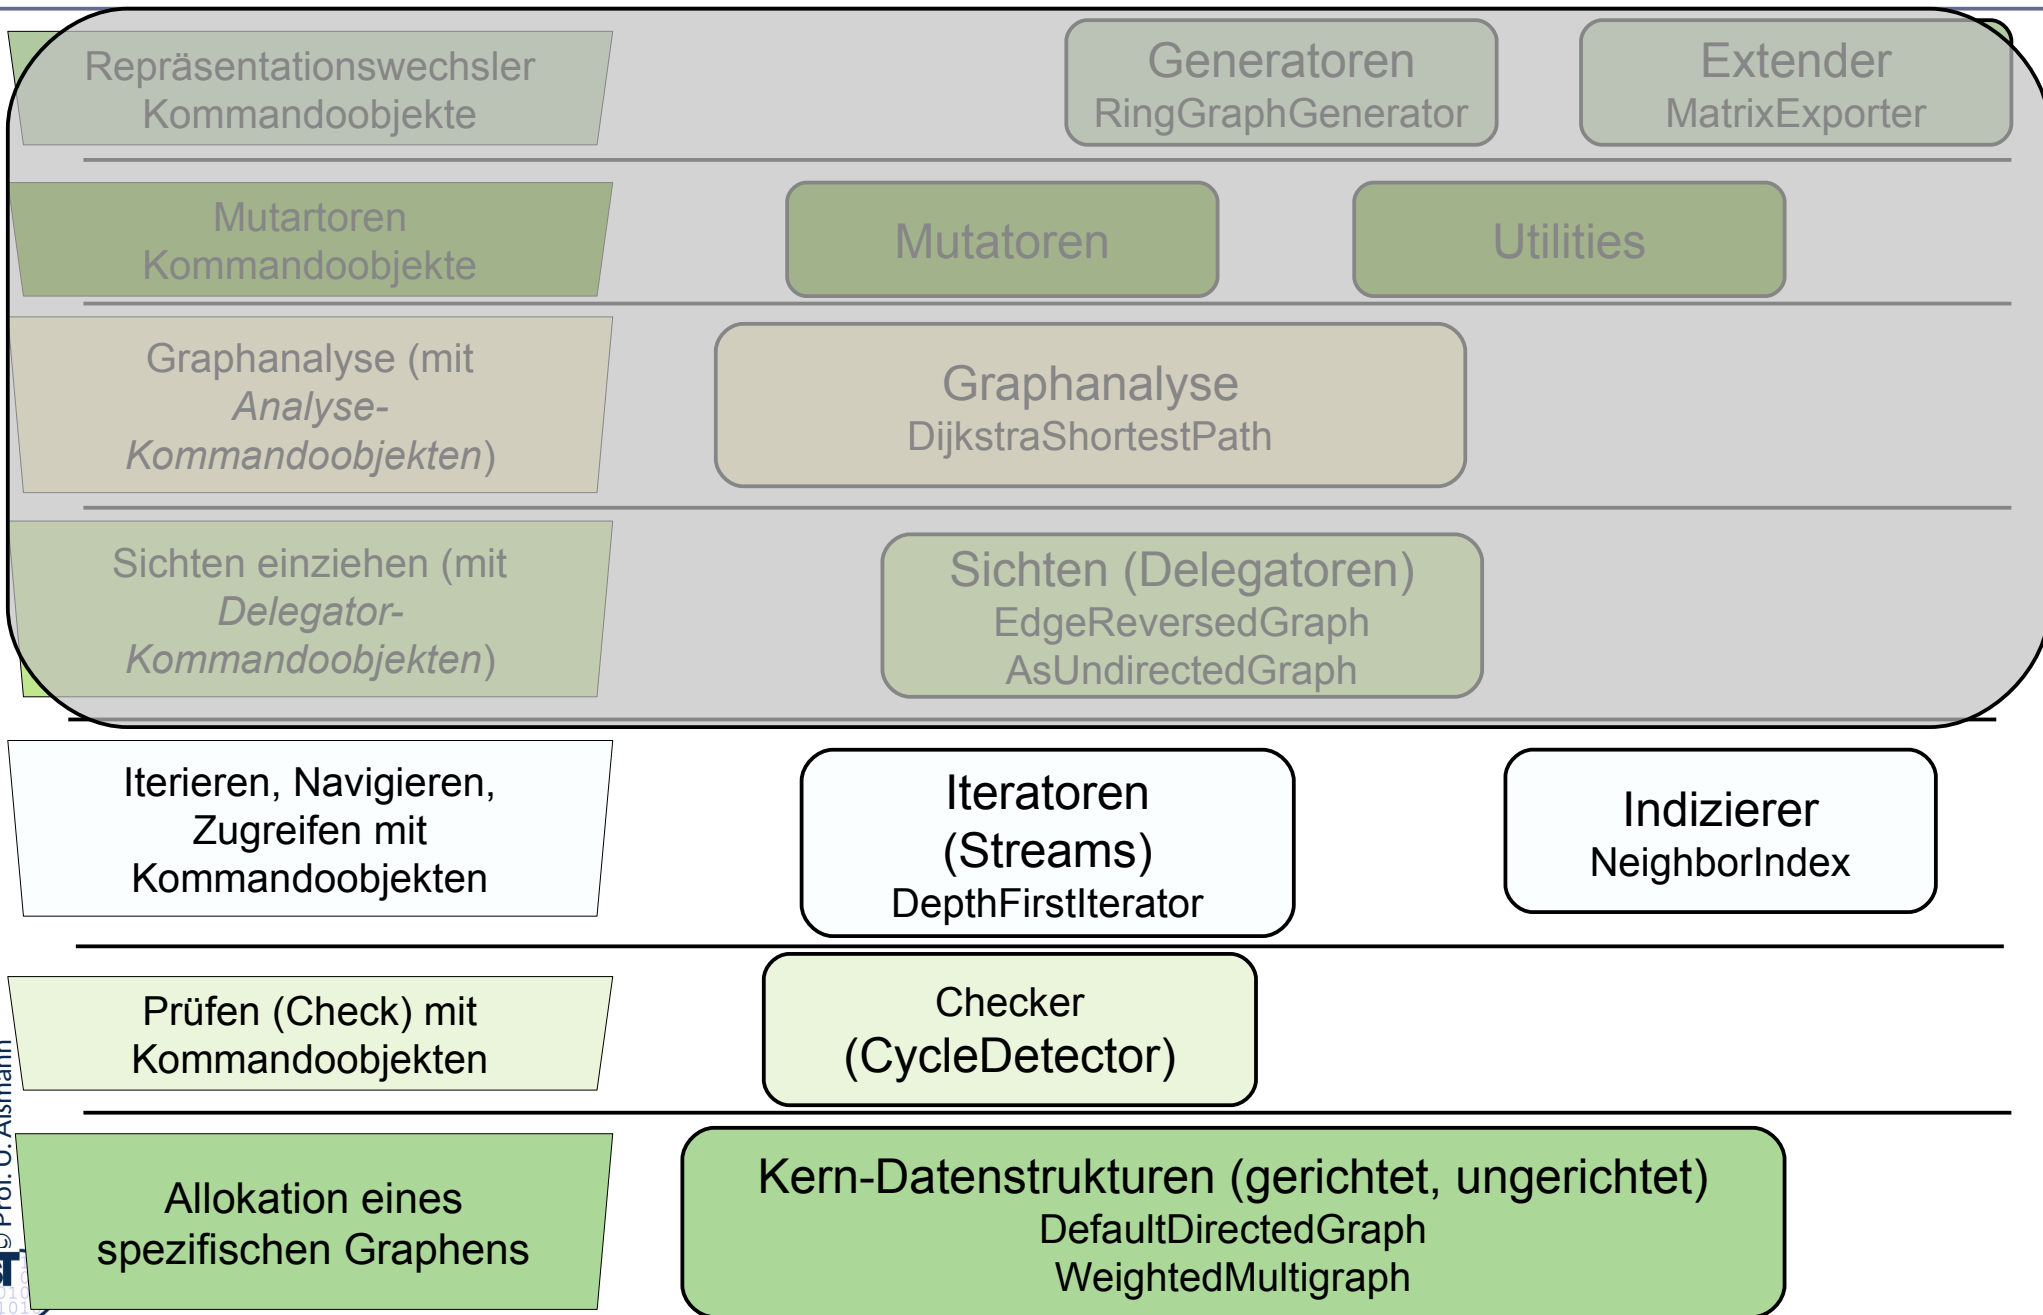 Repräsentationswechsler
Kommandoobjekte
Generatoren
RingGraphGenerator
Extender
MatrixExporter
Mutartoren
Kommandoobjekte
Mutatoren
Utilities
Graphanalyse (mit
Analyse-
Kommandoobjekten)
Graphanalyse
DijkstraShortestPath
Sichten einziehen (mit
Delegator-
Kommandoobjekten)
Sichten (Delegatoren)
EdgeReversedGraph
AsUndirectedGraph
Iterieren, Navigieren,
Zugreifen mit
Kommandoobjekten
Iteratoren
(Streams)
DepthFirstIterator
Indizierer
NeighborIndex
Prüfen (Check) mit
Kommandoobjekten
Checker
(CycleDetector)
Allokation eines
spezifischen Graphens
Kern-Datenstrukturen (gerichtet, ungerichtet)
DefaultDirectedGraph
WeightedMultigraph
© Prof. U. Aßmann